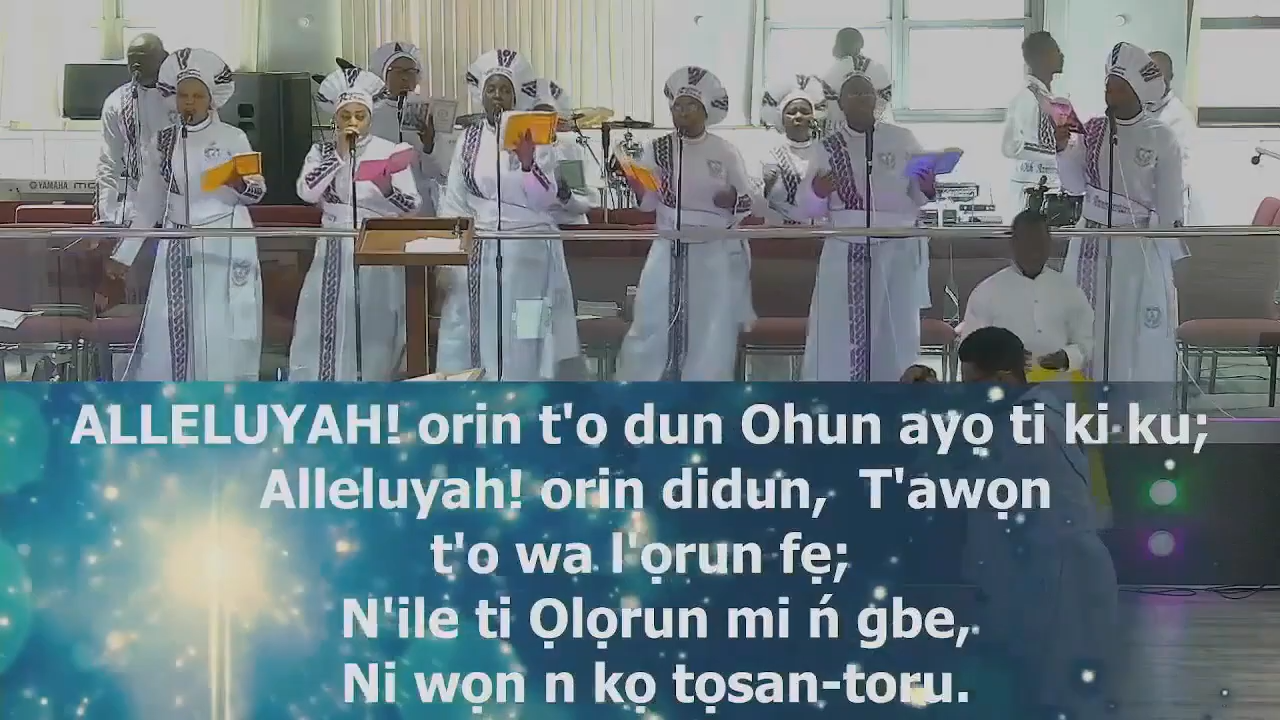 YAMAHA
ALLELUYAH! orin t'ọ dun Ohun ayọ ti ki ku;
Alleluyah! orin didun, T'awọn
t'o wa l'ọrun fẹ;
N'ile ti Ọlọrun mi ń gbe,
Ni wọn n kọ tọsan-toru.